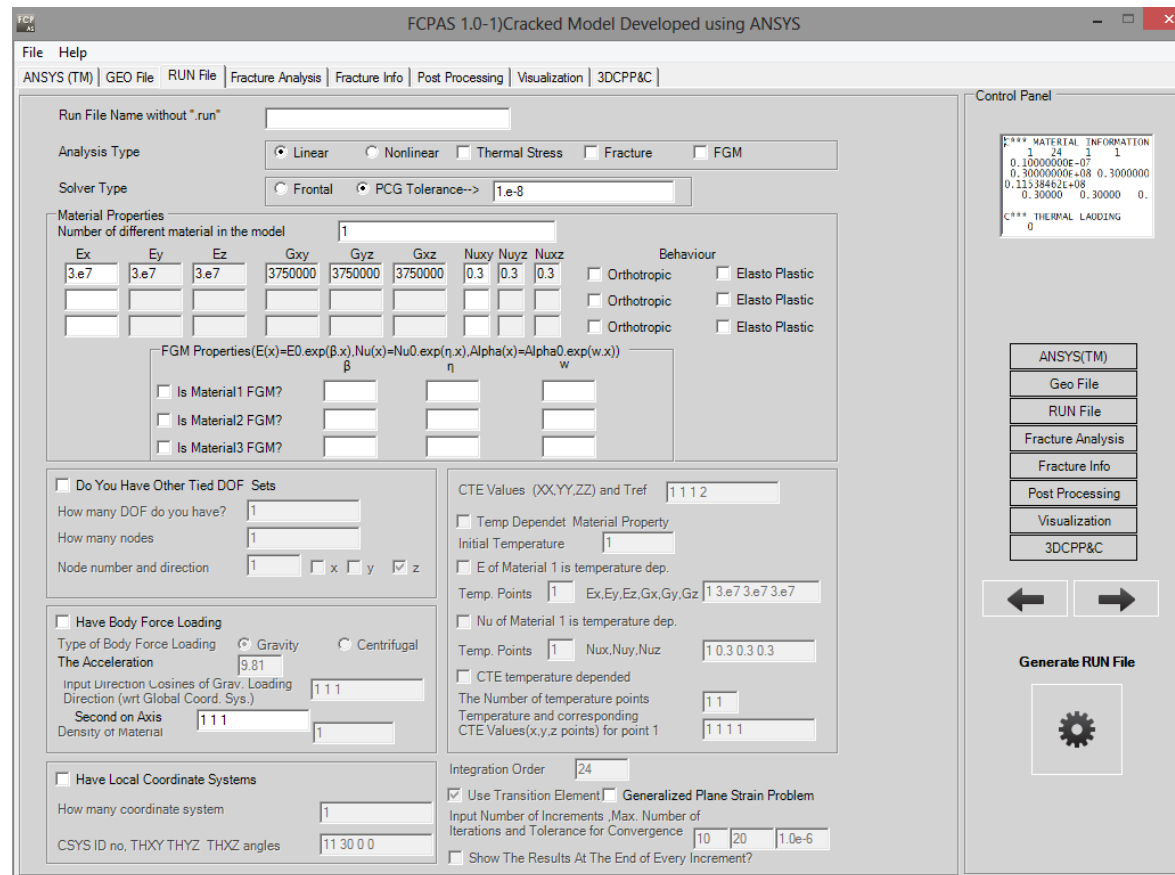 FCP
AS
FCPAS 1.0-1)Cracked Model Developed using ANSYS
File Help
ANSYS (TM) GEO File RUN File Fracture Analysis Fracture Info Post Processing Visualization 3DCPP&C
Run File Name without ".run"
Analysis Type Linear Nonlinear Thermal Stress Fracture FGM
Solver Type Frontal PCG Tolerance--> 1.e-8
Material Properties
Number of different material in the model 1
Ex Ey Ez Gxy Gyz Gxz Nuxy Nuyz Nuxz Behaviour
3.e7 3.e7 3.e7 3750000 3750000 3750000 0.3 0.3 0.3 Orthotropic Elasto Plastic
Orthotropic Elasto Plastic
Orthotropic Elasto Plastic
FGM Properties(E(x)=E0.exp(β.x),Nu(x)=Nu0.exp(η.x),Alpha(x)=Alpha0.exp(w.x))
β η w
Is Material1 FGM?
Is Material2 FGM?
Is Material3 FGM?
Do You Have Other Tied DOF Sets
How many DOF do you have? 1
How many nodes 1
Node number and direction 1 x y z
Have Body Force Loading
Type of Body Force Loading Gravity Centrifugal
The Acceleration 9.81
Input Direction Cosines of Grav. Loading
Direction (wrt Global Coord. Sys.) 1 1 1
Second on Axis 1 1 1
Density of Material 1
Have Local Coordinate Systems
How many coordinate system 1
CSYS ID no, THXY THYZ THXZ angles 11 30 0 0
CTE Values (XX,YY,ZZ) and Tref 1 1 1 2
Temp Dependet Material Property
Initial Temperature 1
E of Material 1 is temperature dep.
Temp. Points 1 Ex,Ey,Ez,Gx,Gy,Gz 1 3.e7 3.e7 3.e7
Nu of Material 1 is temperature dep.
Temp. Points 1 Nux,Nuy,Nuz 1 0.3 0.3 0.3
CTE temperature depended
The Number of temperature points 1 1
Temperature and corresponding
CTE Values(x,y,z points) for point 1 1 1 1 1
Integration Order 24
Use Transition Element Generalized Plane Strain Problem
Input Number of Increments ,Max. Number of
Iterations and Tolerance for Convergence 10 20 1.0e-6
Show The Results At The End of Every Increment?
Control Panel
C*** MATERIAL INFORMATION
1 24 1 1
0.10000000E-07
0.30000000E+08 0.3000000
0.11538462E+08
0.30000 0.30000 0.
C*** THERMAL LAODING
0
ANSYS(TM)
Geo File
RUN File
Fracture Analysis
Fracture Info
Post Processing
Visualization
3DCPP&C
Generate RUN File